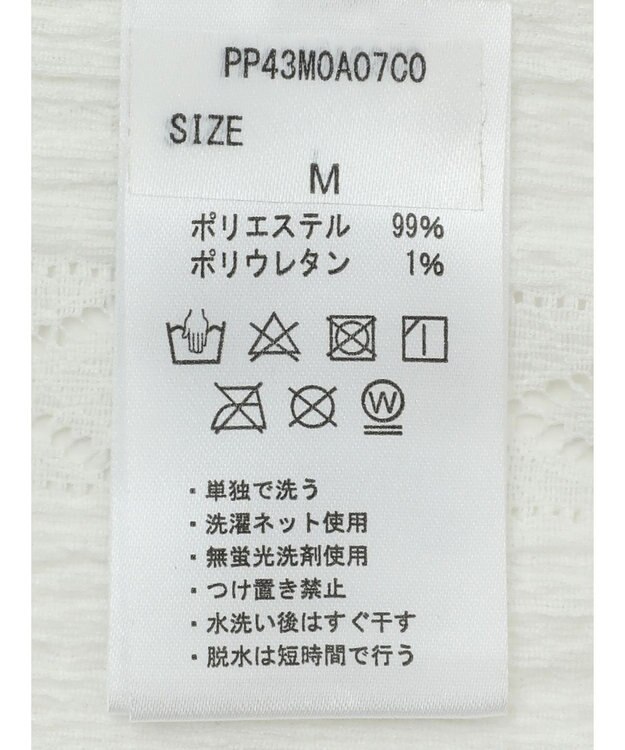 PP43M0A07C0
SIZE
M
ポリエステル 99%
ポリウレタン 1%
W
・単独で洗う
・洗濯ネット使用
・無蛍光洗剤使用
・つけ置き禁止
・水洗い後はすぐ干す
・脱水は短時間で行う